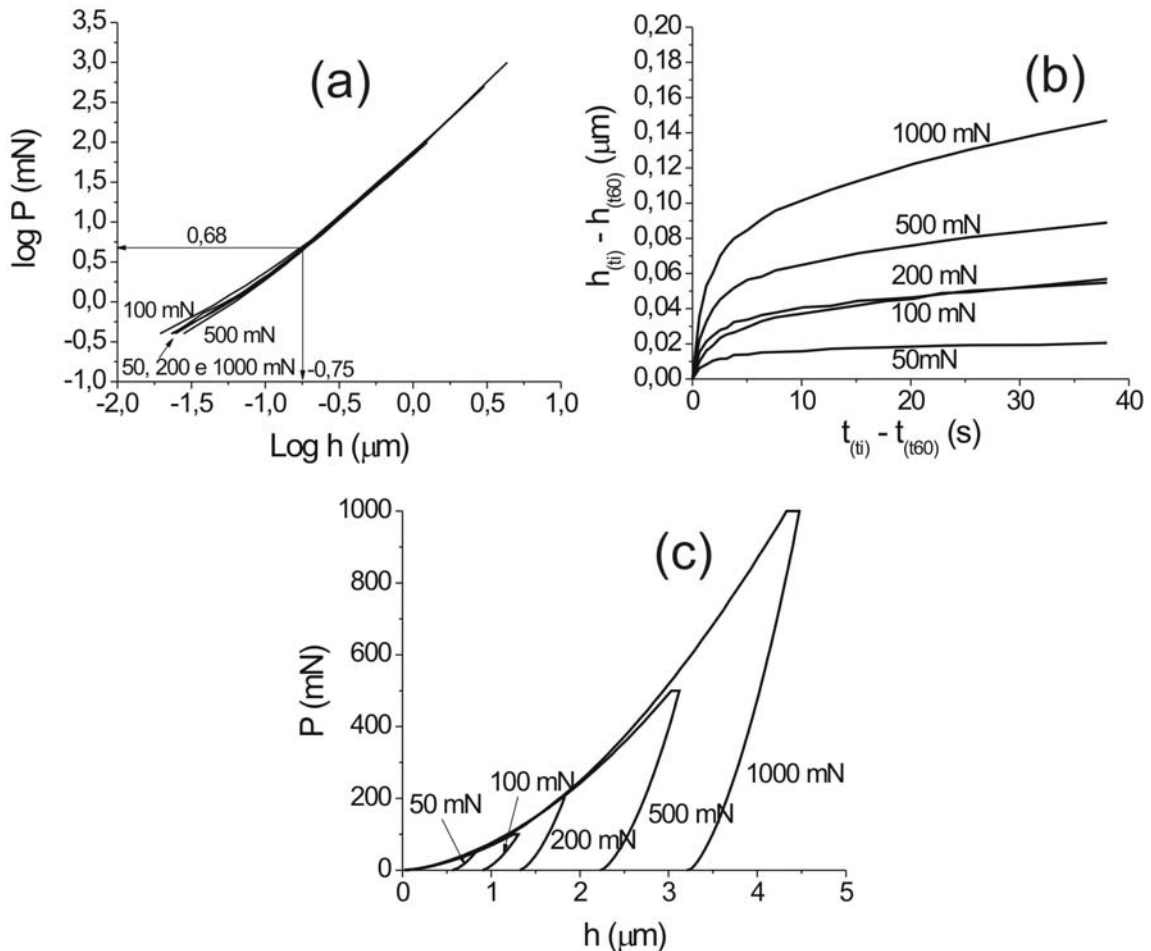 3,5
3,0
2,5
2,0
1,5
1,0
0,5
0,0
-0,5
-1,0
log P (mN)
(a)
0,68
100 mN
500 mN
50, 200 e 1000 mN
-0,75
-2,0 -1,5 -1,0 -0,5 0,0 0,5 1,0
Log h (μm)
0,20
0,18
0,16
0,14
0,12
0,10
0,08
0,06
0,04
0,02
0,00
h(ti) - h(t60) (μm)
(b)
1000 mN
500 mN
200 mN
100 mN
50mN
0 10 20 30 40
t(ti) - t(t60) (s)
1000
800
600
400
200
0
P (mN)
(c)
50 mN
100 mN
200 mN
500 mN
1000 mN
0 1 2 3 4 5
h (μm)